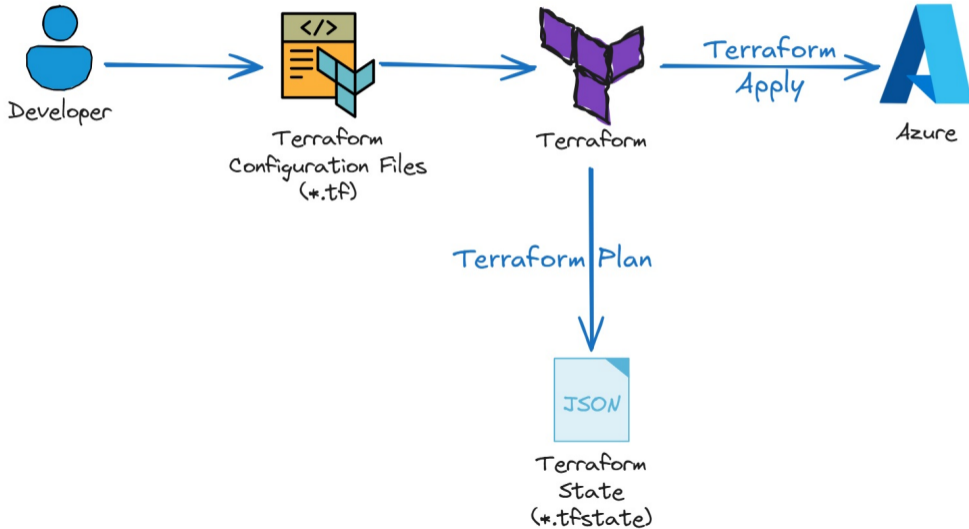 </>
Developer
Terraform
Configuration Files
(*.tf)
Terraform
Terraform
Apply
Azure
Terraform Plan
JSON
Terraform
State
(*.tfstate)